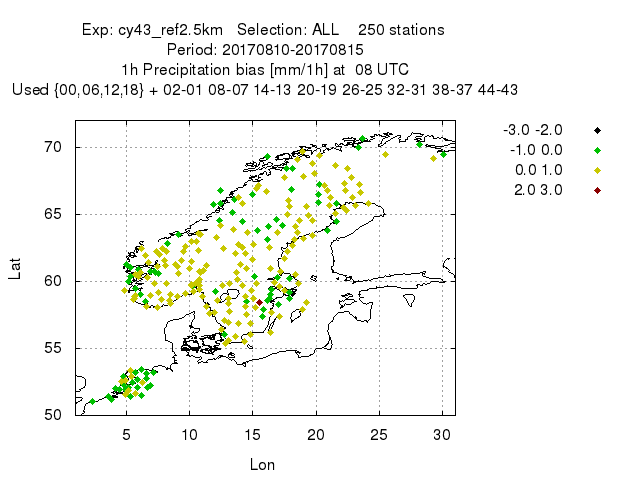 Exp: cy43_ref2.5km Selection: ALL 250 stations
Period: 20170810-20170815
1h Precipitation bias [mm/1h] at 08 UTC
Used {00,06,12,18} + 02-01 08-07 14-13 20-19 26-25 32-31 38-37 44-43
-3.0 -2.0
-1.0 0.0
0.0 1.0
2.0 3.0
70
65
60
55
50
Lat
5 10 15 20 25 30
Lon